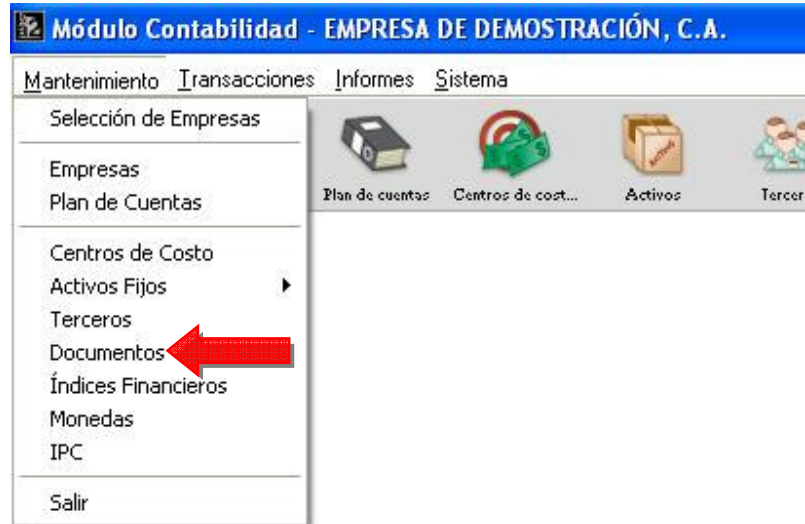 Módulo Contabilidad - EMPRESA DE DEMOSTRACIÓN, C.A.
Mantenimiento Transacciones Informes Sistema
Selección de Empresas
Empresas
Plan de Cuentas
Centros de Costo
Activos Fijos
Terceros
Documentos
Índices Financieros
Monedas
IPC
Salir
Plan de cuentas Centros de cost... Activos Tercer
Activo